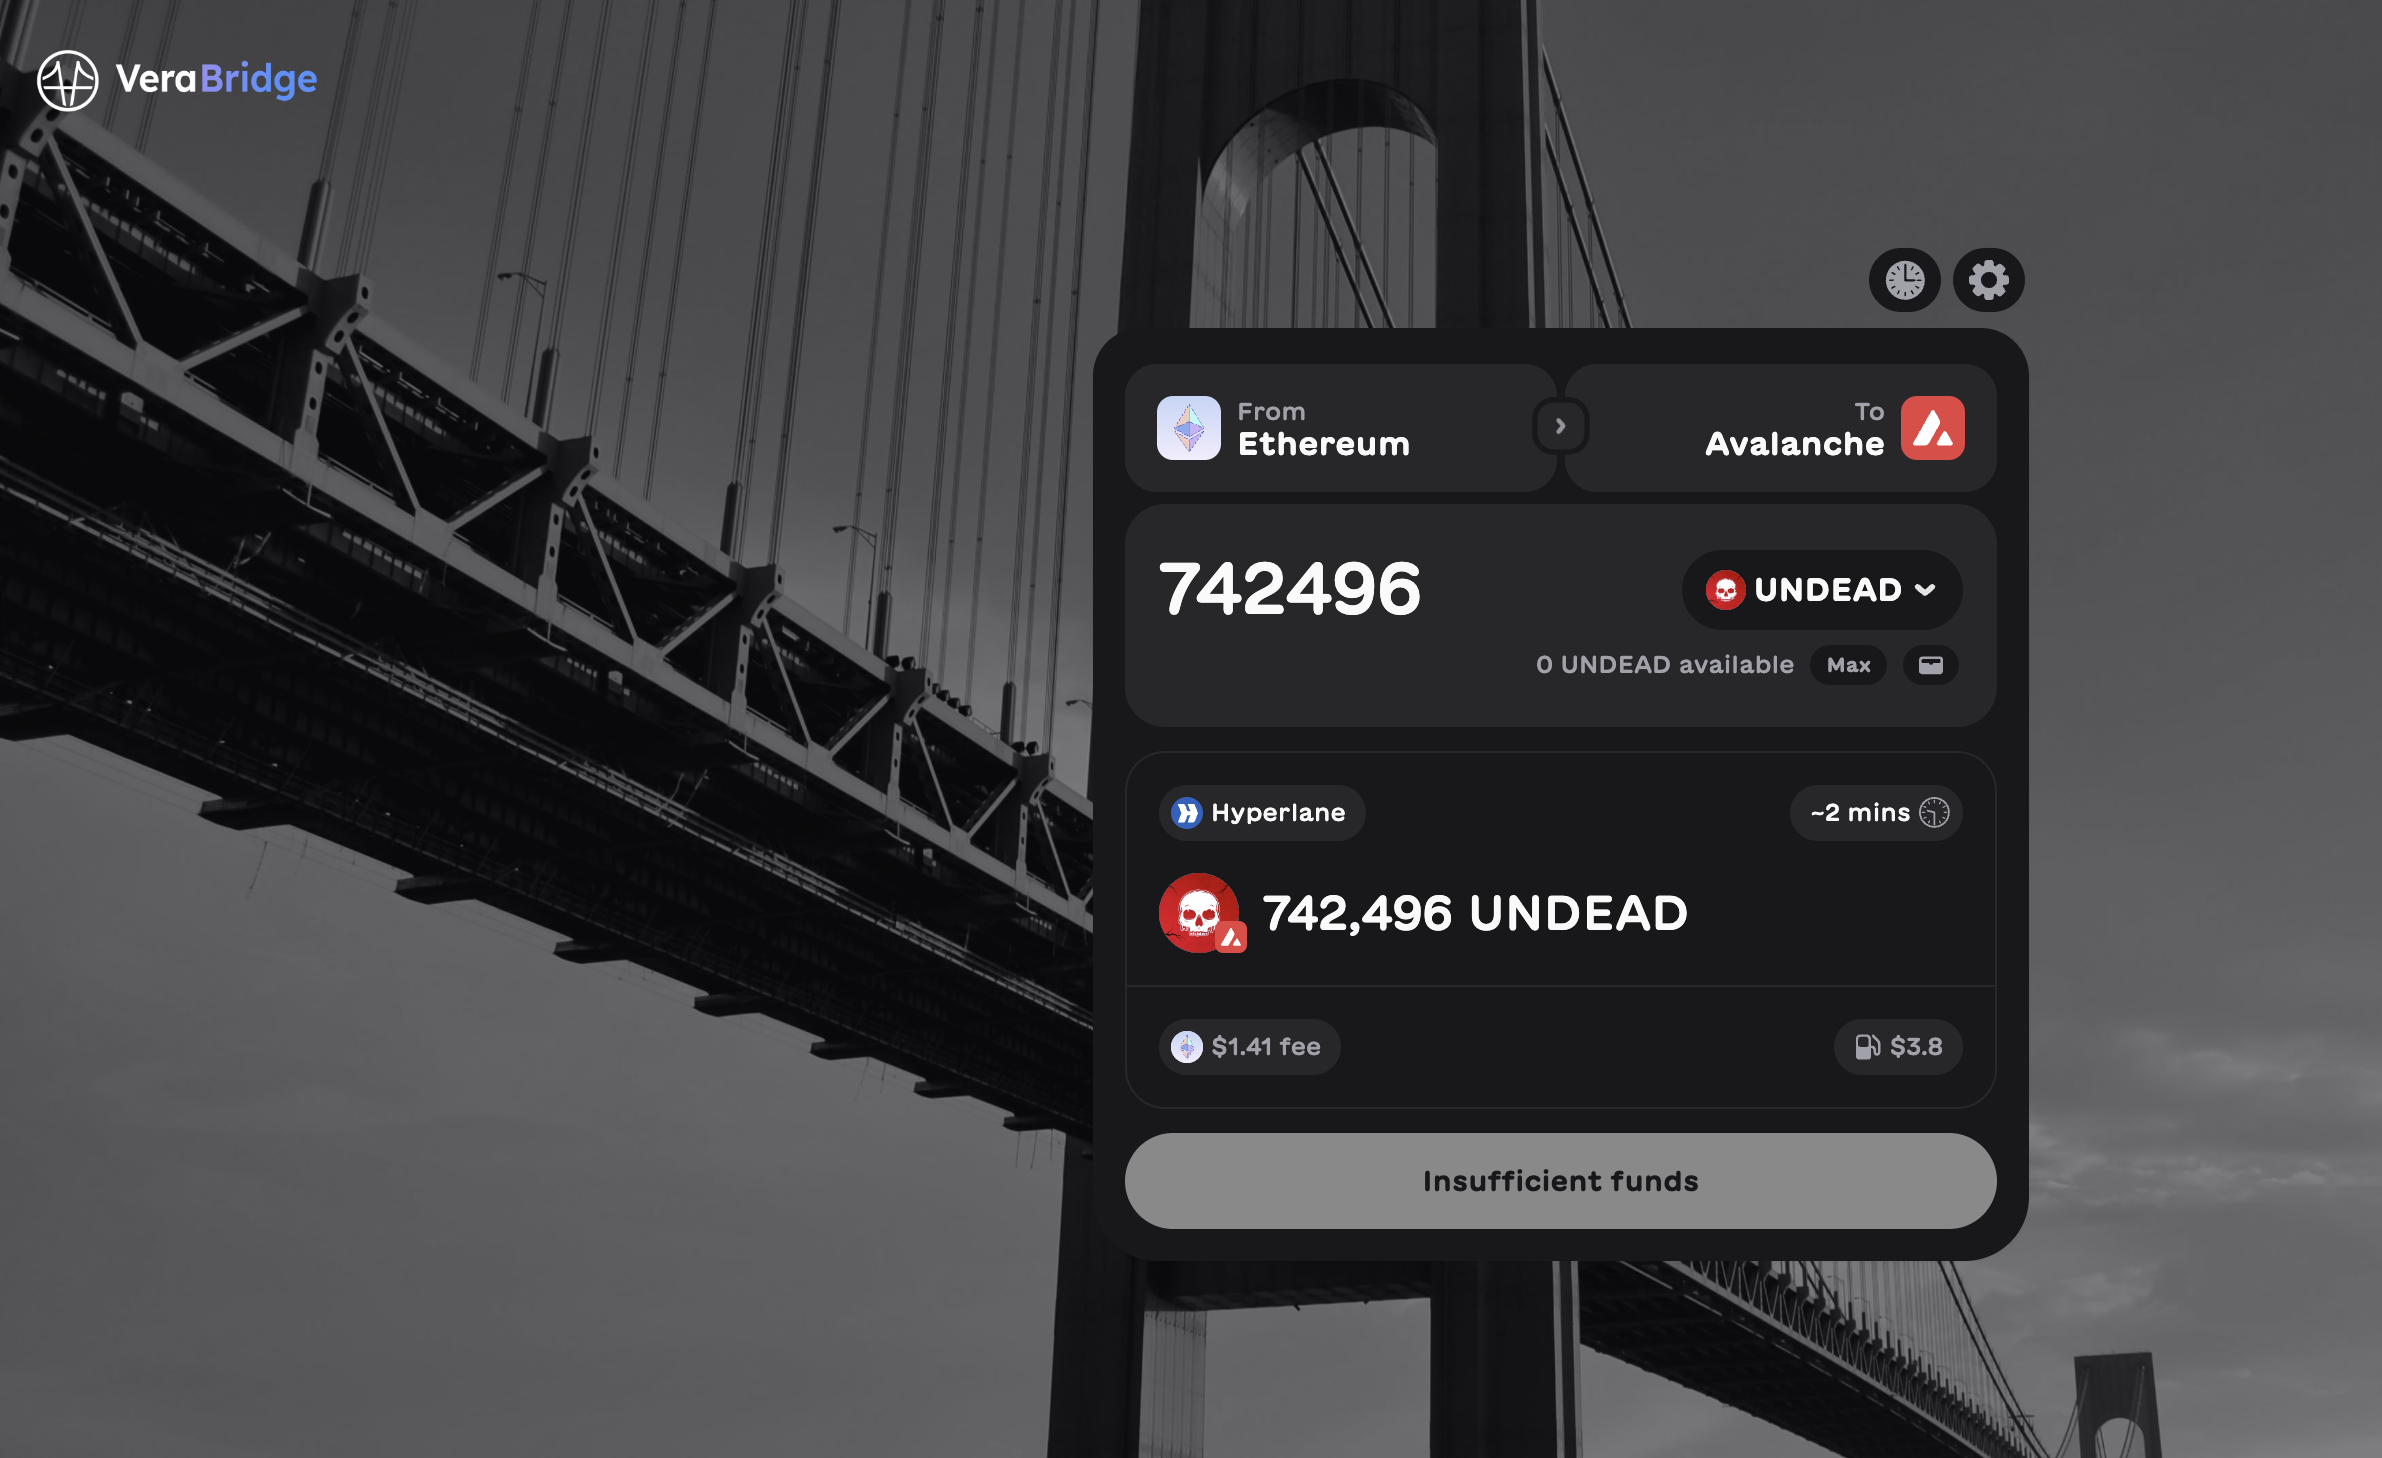 VeraBridge
From
Ethereum
To
Avalanche
742496
UNDEAD
0 UNDEAD available
Max
Hyperlane
~2 mins
742,496 UNDEAD
$1.41 fee
$3.8
Insufficient funds